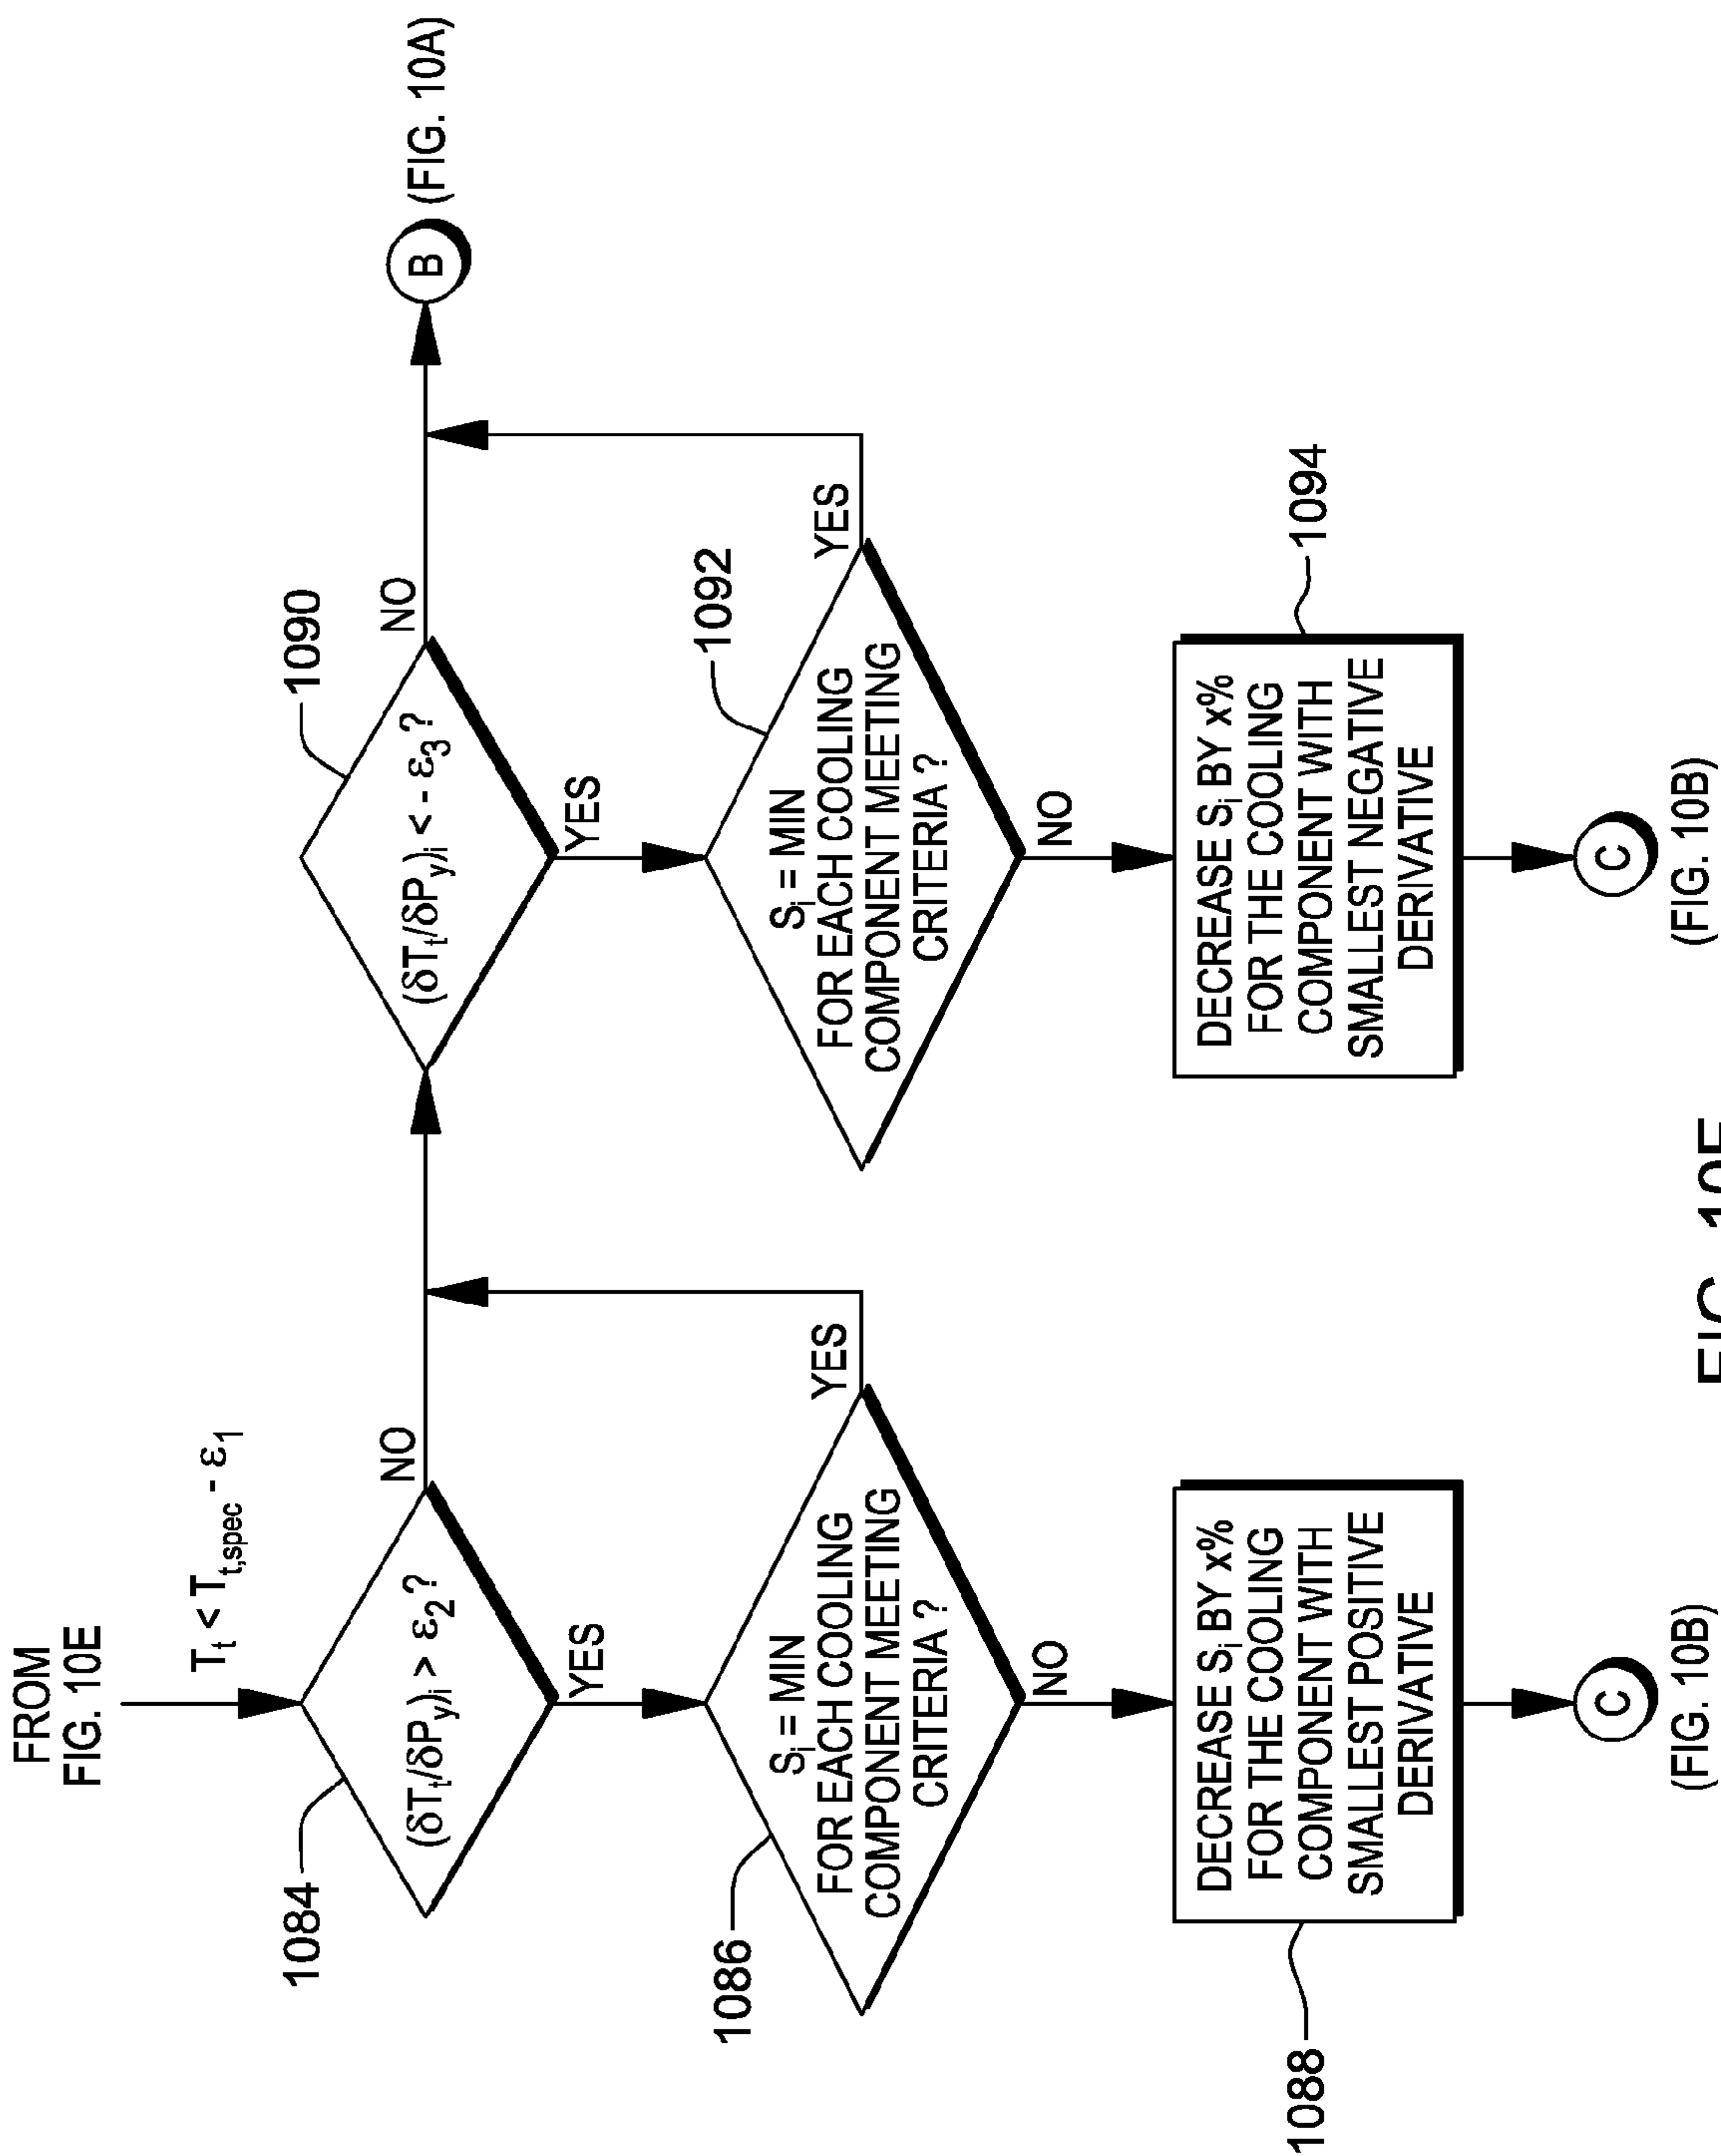 FROM
FIG. 10E
T_t < T_t,spec - ε_1
1084
(δT_t/δP_y)_i > ε_2 ?
NO
YES
1086
S_i = MIN
FOR EACH COOLING
COMPONENT MEETING
CRITERIA ?
YES
NO
1088
DECREASE S_i BY x%
FOR THE COOLING
COMPONENT WITH
SMALLEST POSITIVE
DERIVATIVE
C
(FIG. 10B)
1090
(δT_t/δP_y)_i < - ε_3 ?
NO
B (FIG. 10A)
YES
1092
S_i = MIN
FOR EACH COOLING
COMPONENT MEETING
CRITERIA ?
YES
NO
1094
DECREASE S_i BY x%
FOR THE COOLING
COMPONENT WITH
SMALLEST NEGATIVE
DERIVATIVE
C
(FIG. 10B)